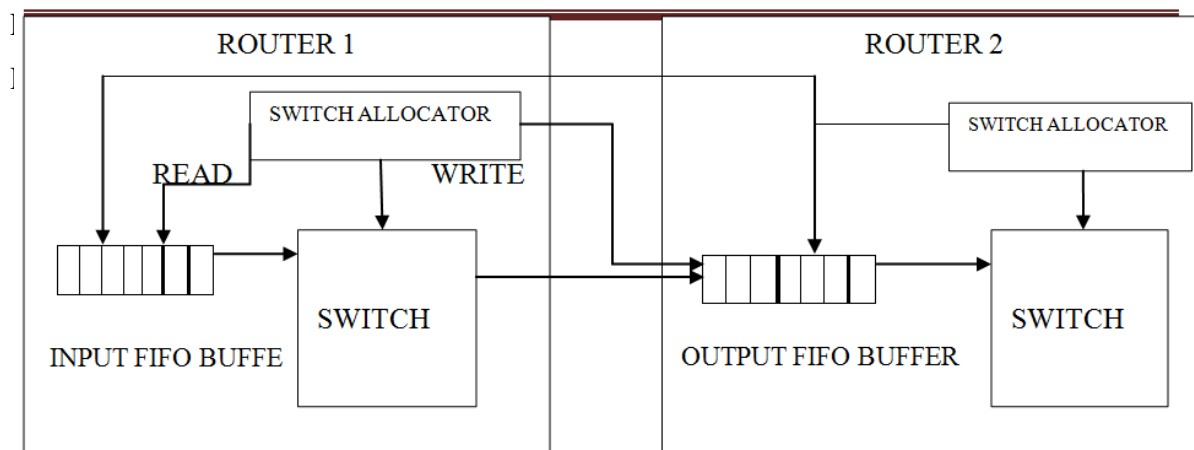 ROUTER 1
ROUTER 2
SWITCH ALLOCATOR
SWITCH ALLOCATOR
READ
WRITE
SWITCH
SWITCH
INPUT FIFO BUFFE
OUTPUT FIFO BUFFER